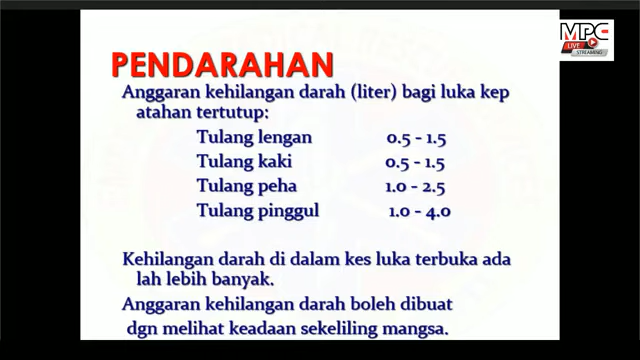 MPC
LIVE
STREAMING
PENDARAHAN
Anggaran kehilangan darah (liter) bagi luka kep
atahan tertutup:
Tulang lengan 0.5 - 1.5
Tulang kaki 0.5 - 1.5
Tulang peha 1.0 - 2.5
Tulang pinggul 1.0 - 4.0
Kehilangan darah di dalam kes luka terbuka ada
lah lebih banyak.
Anggaran kehilangan darah boleh dibuat
dgn melihat keadaan sekeliling mangsa.